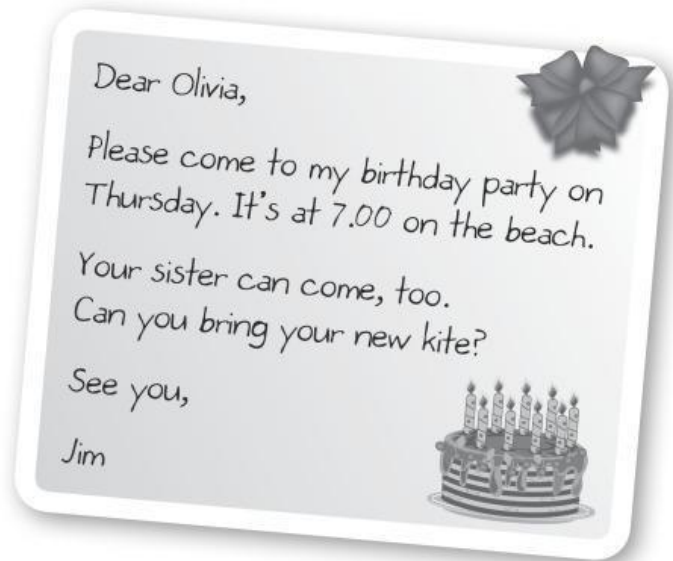 Dear Olivia,
Please come to my birthday party on
Thursday. It's at 7.00 on the beach.
Your sister can come, too.
Can you bring your new kite?
See you,
Jim